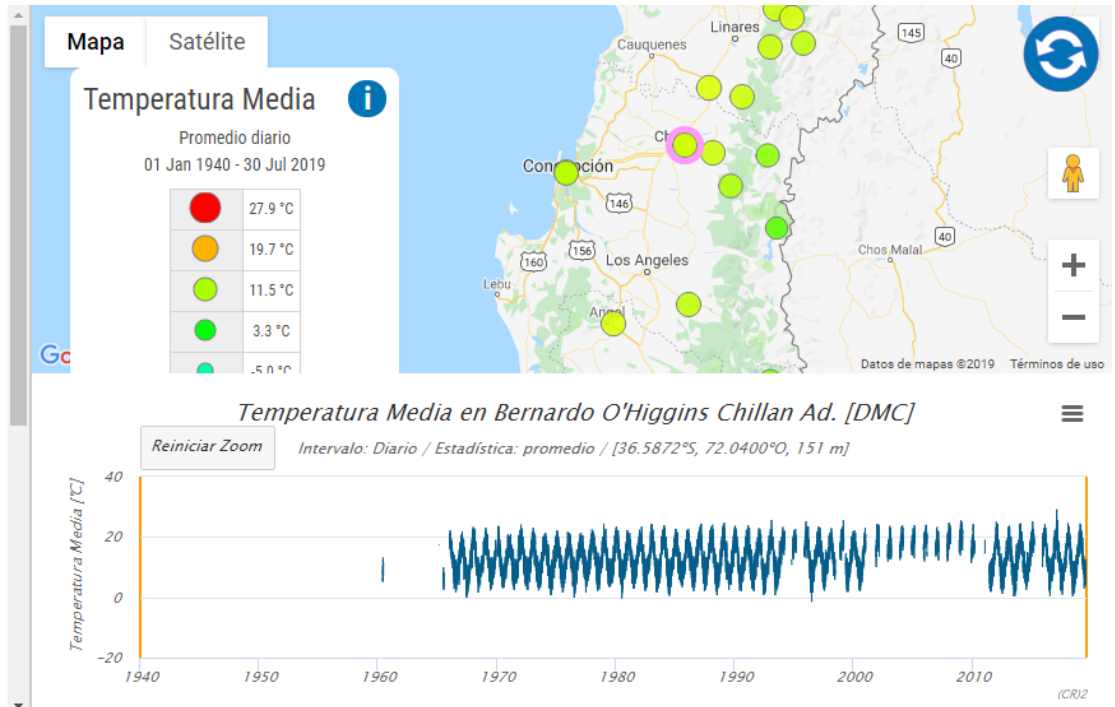 Mapa
Satélite
Temperatura Media
i
Promedio diario
01 Jan 1940 - 30 Jul 2019
27.9 °C
19.7 °C
11.5 °C
3.3 °C
-5.0 °C
Linares
Cauquenes
145
40
146
156
160
Los Angeles
Lebu
Chos Malal
40
Datos de mapas ©2019
Términos de uso
Temperatura Media en Bernardo O'Higgins Chillan Ad. [DMC]
Reiniciar Zoom
Intervalo: Diario / Estadística: promedio / [36.5872°S, 72.0400°O, 151 m]
Temperatura Media [°C]
40
20
0
-20
1940 1950 1960 1970 1980 1990 2000 2010
(CR)2